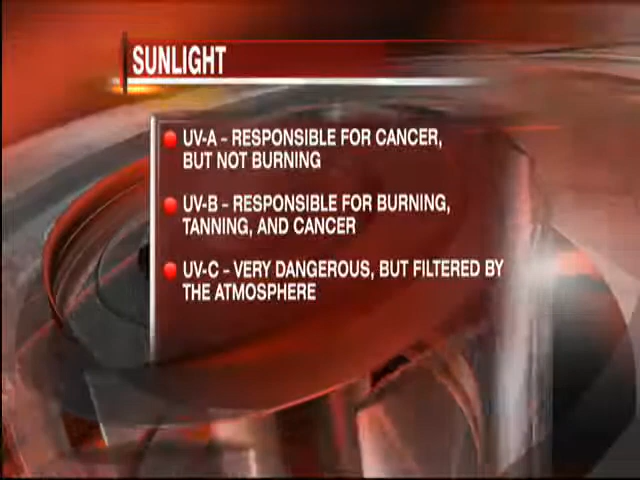 SUNLIGHT
UV-A – RESPONSIBLE FOR CANCER,
BUT NOT BURNING
UV-B – RESPONSIBLE FOR BURNING,
TANNING, AND CANCER
UV-C – VERY DANGEROUS, BUT FILTERED BY
THE ATMOSPHERE